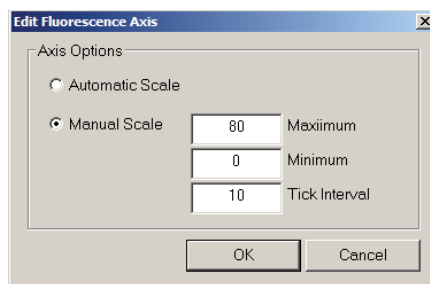 Edit Fluorescence Axis
Axis Options
Automatic Scale
Manual Scale 80 Maxiimum
0 Minimum
10 Tick Interval
OK Cancel